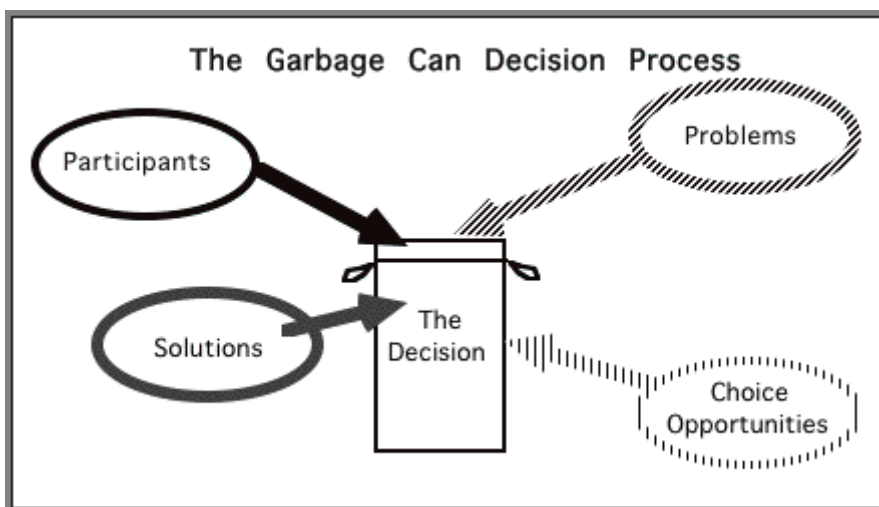 The Garbage Can Decision Process
Participants
Problems
Solutions
The
Decision
Choice
Opportunities